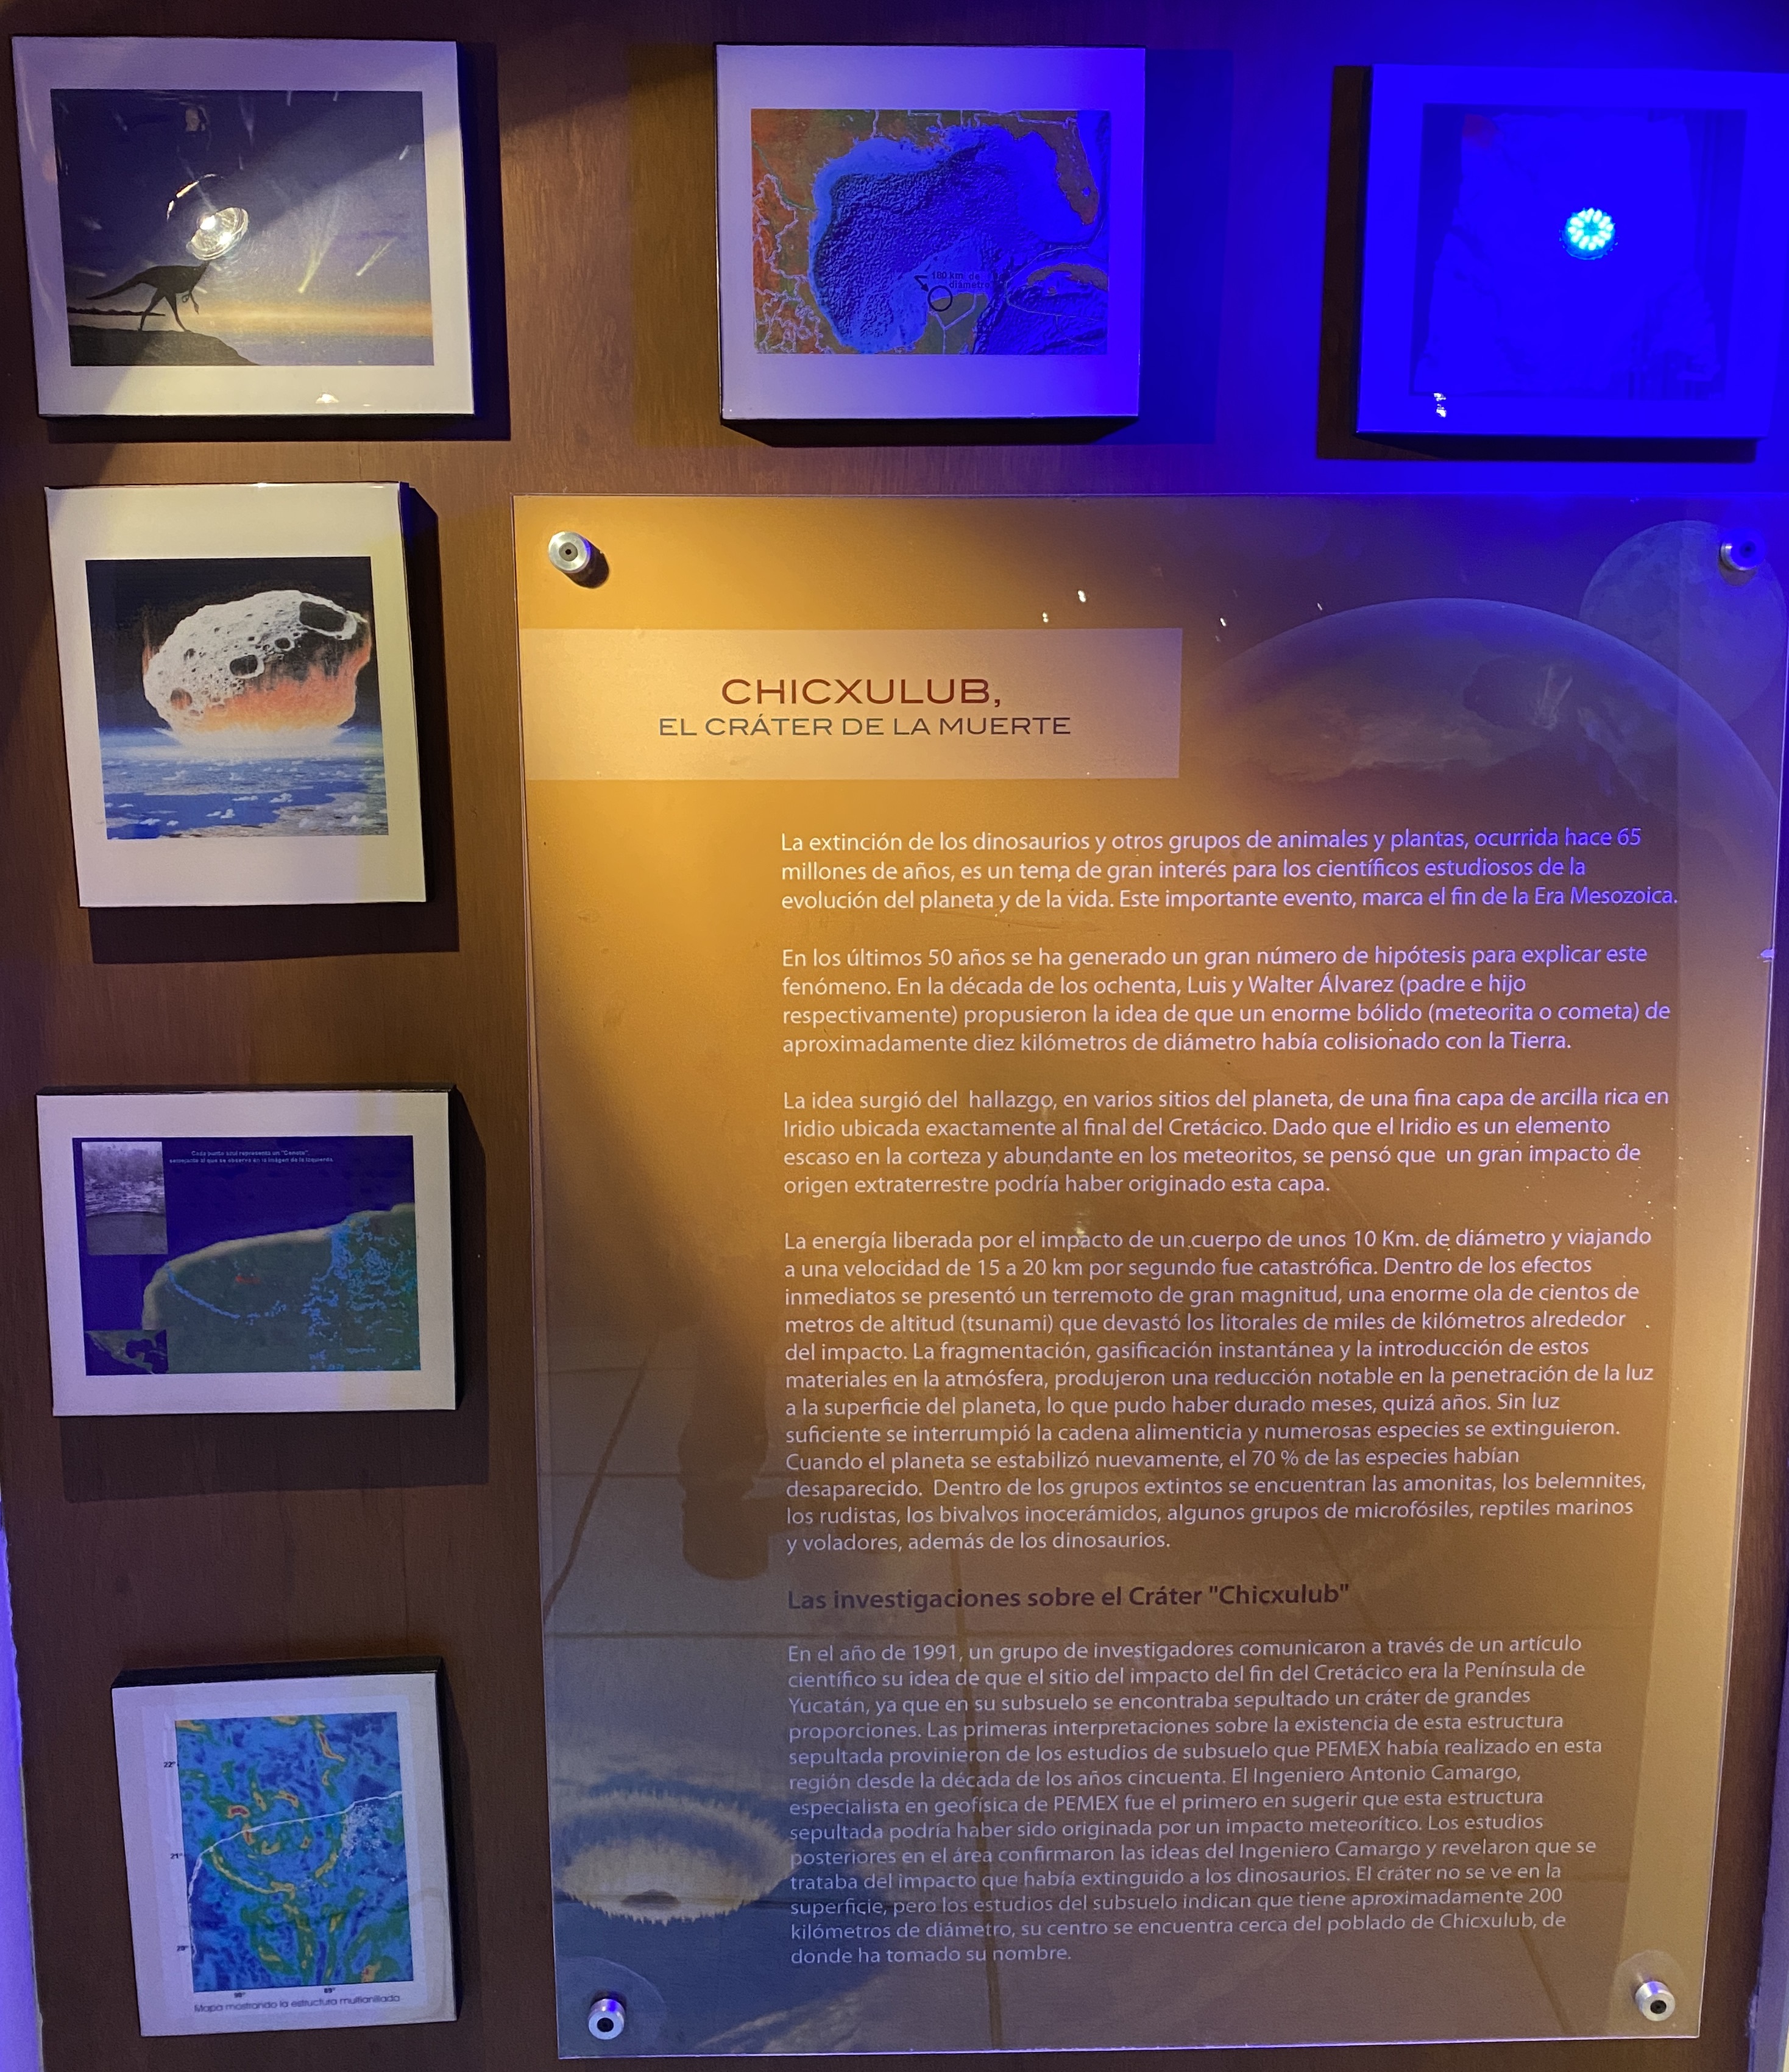 180 km. de
diámetro
CHICXULUB,
EL CRÁTER DE LA MUERTE
La extinción de los dinosaurios y otros grupos de animales y plantas, ocurrida hace 65
millones de años, es un tema de gran interés para los científicos estudiosos de la
evolución del planeta y de la vida. Este importante evento, marca el fin de la Era Mesozoica.
En los últimos 50 años se ha generado un gran número de hipótesis para explicar este
fenómeno. En la década de los ochenta, Luis y Walter Álvarez (padre e hijo
respectivamente) propusieron la idea de que un enorme bólido (meteorita o cometa) de
aproximadamente diez kilómetros de diámetro había colisionado con la Tierra.
La idea surgió del hallazgo, en varios sitios del planeta, de una fina capa de arcilla rica en
Iridio ubicada exactamente al final del Cretácico. Dado que el Iridio es un elemento
escaso en la corteza y abundante en los meteoritos, se pensó que un gran impacto de
origen extraterrestre podría haber originado esta capa.
La energía liberada por el impacto de un cuerpo de unos 10 Km. de diámetro y viajando
a una velocidad de 15 a 20 km por segundo fue catastrófica. Dentro de los efectos
inmediatos se presentó un terremoto de gran magnitud, una enorme ola de cientos de
metros de altitud (tsunami) que devastó los litorales de miles de kilómetros alrededor
del impacto. La fragmentación, gasificación instantánea y la introducción de estos
materiales en la atmósfera, produjeron una reducción notable en la penetración de la luz
a la superficie del planeta, lo que pudo haber durado meses, quizá años. Sin luz
suficiente se interrumpió la cadena alimenticia y numerosas especies se extinguieron.
Cuando el planeta se estabilizó nuevamente, el 70 % de las especies habían
desaparecido. Dentro de los grupos extintos se encuentran las amonitas, los belemnites,
los rudistas, los bivalvos inocerámidos, algunos grupos de microfósiles, reptiles marinos
y voladores, además de los dinosaurios.
Las investigaciones sobre el Cráter "Chicxulub"
En el año de 1991, un grupo de investigadores comunicaron a través de un artículo
científico su idea de que el sitio del impacto del fin del Cretácico era la Península de
Yucatán, ya que en su subsuelo se encontraba sepultado un cráter de grandes
proporciones. Las primeras interpretaciones sobre la existencia de esta estructura
sepultada provinieron de los estudios de subsuelo que PEMEX había realizado en esta
región desde la década de los años cincuenta. El Ingeniero Antonio Camargo,
especialista en geofísica de PEMEX fue el primero en sugerir que esta estructura
sepultada podría haber sido originada por un impacto meteorítico. Los estudios
posteriores en el área confirmaron las ideas del Ingeniero Camargo y revelaron que se
trataba del impacto que había extinguido a los dinosaurios. El cráter no se ve en la
superficie, pero los estudios del subsuelo indican que tiene aproximadamente 200
kilómetros de diámetro, su centro se encuentra cerca del poblado de Chicxulub, de
donde ha tomado su nombre.
Cada punto azul representa un "Cenote"
semejante al que se observa en la imágen de la izquierda
22°
21°
20°
90°
89°
Mapa mostrando la estructura multianillada